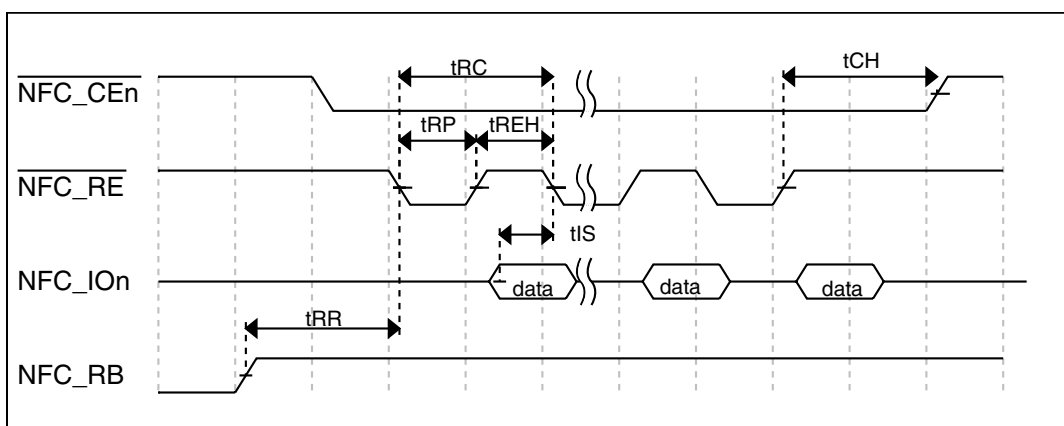 tRC
tCH
NFC_CEn
tRP
tREH
NFC_RE
tIS
NFC_IOn
data
data
data
tRR
NFC_RB